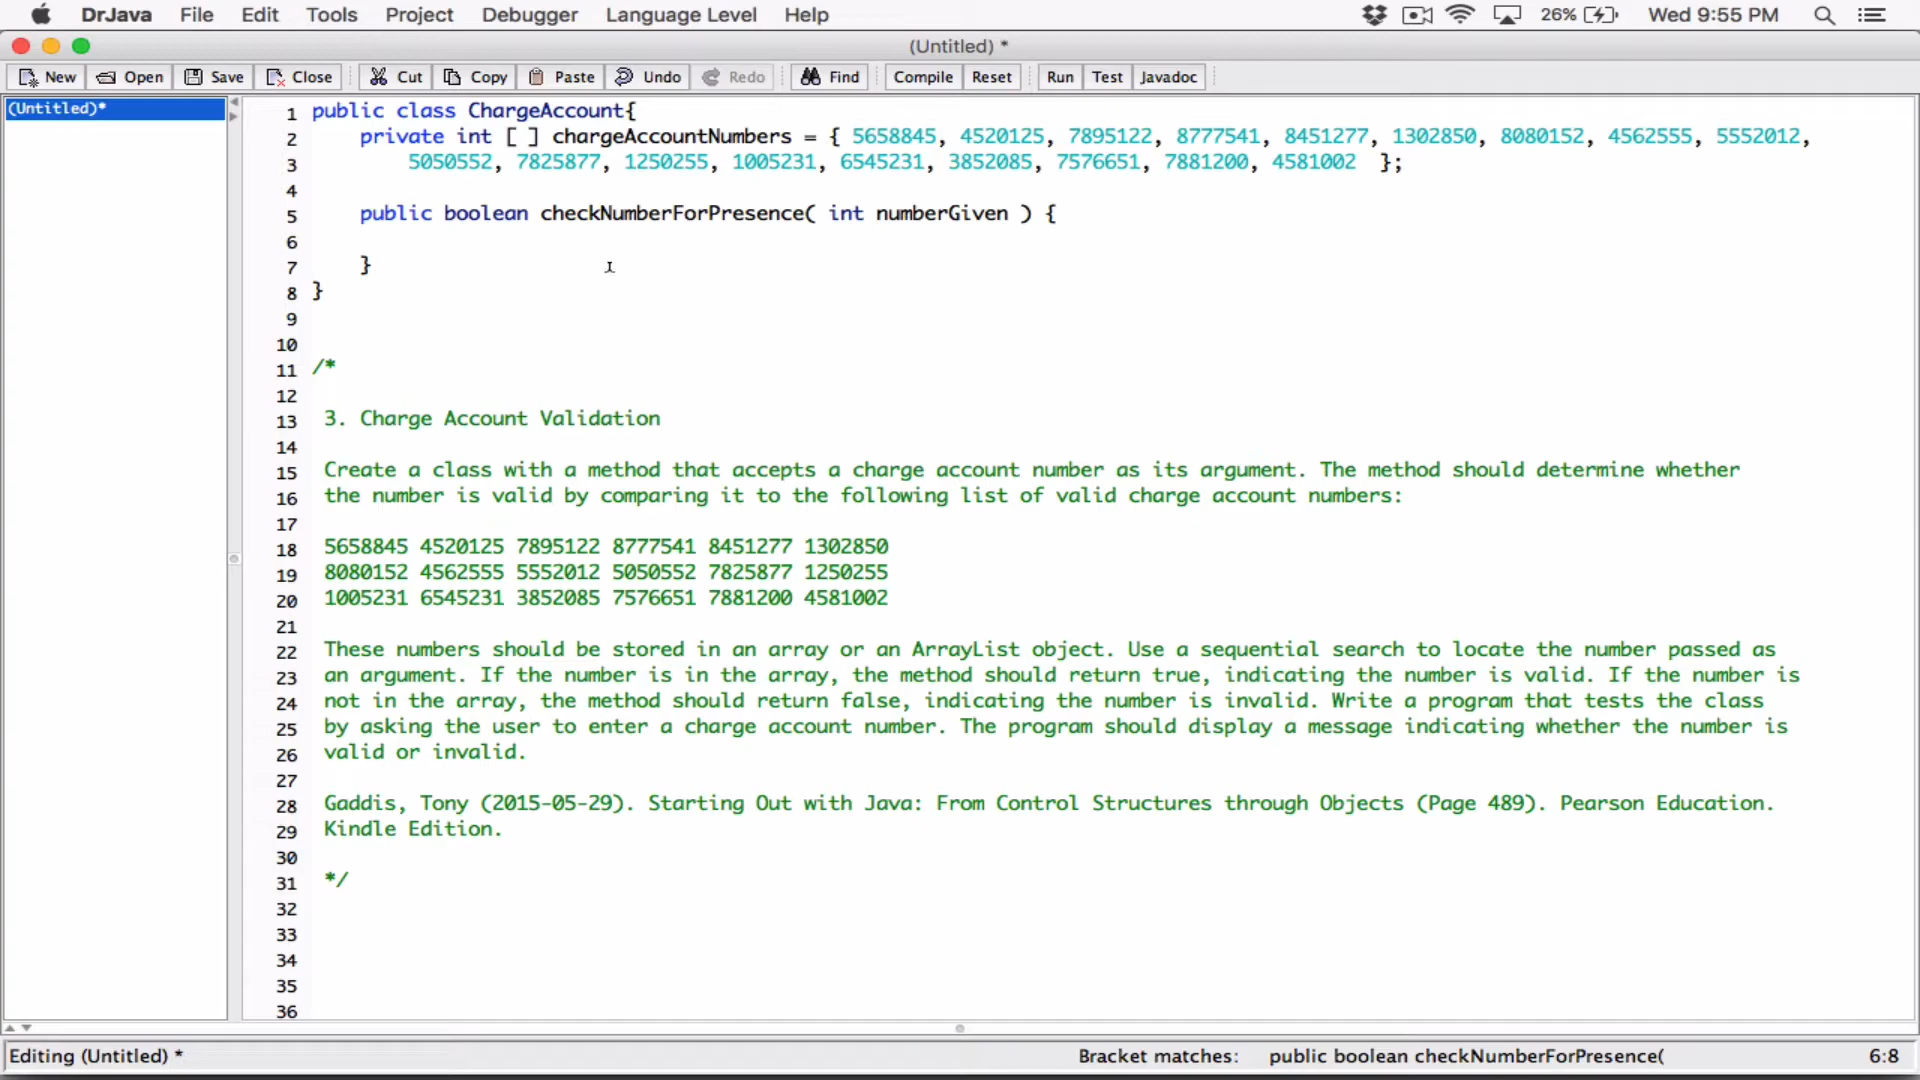 DrJava File Edit Tools Project Debugger Language Level Help 26% Wed 9:55 PM
(Untitled) *
New Open Save Close Cut Copy Paste Undo Redo Find Compile Reset Run Test Javadoc
(Untitled)*
1 public class ChargeAccount{
2 private int [ ] chargeAccountNumbers = { 5658845, 4520125, 7895122, 8777541, 8451277, 1302850, 8080152, 4562555, 5552012,
3 5050552, 7825877, 1250255, 1005231, 6545231, 3852085, 7576651, 7881200, 4581002 };
4
5 public boolean checkNumberForPresence( int numberGiven ) {
6
7 }
8 }
9
10
11 /*
12
13 3. Charge Account Validation
14
15 Create a class with a method that accepts a charge account number as its argument. The method should determine whether
16 the number is valid by comparing it to the following list of valid charge account numbers:
17
18 5658845 4520125 7895122 8777541 8451277 1302850
19 8080152 4562555 5552012 5050552 7825877 1250255
20 1005231 6545231 3852085 7576651 7881200 4581002
21
22 These numbers should be stored in an array or an ArrayList object. Use a sequential search to locate the number passed as
23 an argument. If the number is in the array, the method should return true, indicating the number is valid. If the number is
24 not in the array, the method should return false, indicating the number is invalid. Write a program that tests the class
25 by asking the user to enter a charge account number. The program should display a message indicating whether the number is
26 valid or invalid.
27
28 Gaddis, Tony (2015-05-29). Starting Out with Java: From Control Structures through Objects (Page 489). Pearson Education.
29 Kindle Edition.
30
31 */
32
33
34
35
36
Editing (Untitled) * Bracket matches: public boolean checkNumberForPresence( 6:8